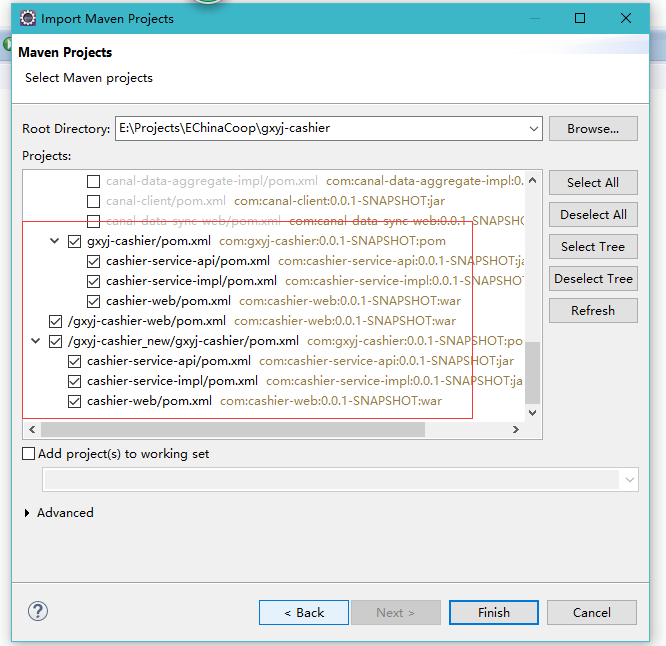 Import Maven Projects
Maven Projects
Select Maven projects
Root Directory: E:\Projects\EChinaCoop\gxyj-cashier Browse...
Projects:
canal-data-aggregate-impl/pom.xml com:canal-data-aggregate-impl:0. Select All
canal-client/pom.xml com:canal-client:0.0.1-SNAPSHOT:jar
canal-data-sync-web/pom.xml com:canal-data-sync-web:0.0.1-SNAPSH Deselect All
gxyj-cashier/pom.xml com:gxyj-cashier:0.0.1-SNAPSHOT:pom Select Tree
cashier-service-api/pom.xml com:cashier-service-api:0.0.1-SNAPSHOT:ja
cashier-service-impl/pom.xml com:cashier-service-impl:0.0.1-SNAPSHOT: Deselect Tree
cashier-web/pom.xml com:cashier-web:0.0.1-SNAPSHOT:war
/gxyj-cashier-web/pom.xml com:cashier-web:0.0.1-SNAPSHOT:war Refresh
/gxyj-cashier_new/gxyj-cashier/pom.xml com:gxyj-cashier:0.0.1-SNAPSHOT:po
cashier-service-api/pom.xml com:cashier-service-api:0.0.1-SNAPSHOT:jar
cashier-service-impl/pom.xml com:cashier-service-impl:0.0.1-SNAPSHOT:ja
cashier-web/pom.xml com:cashier-web:0.0.1-SNAPSHOT:war
Add project(s) to working set
Advanced
? < Back Next > Finish Cancel